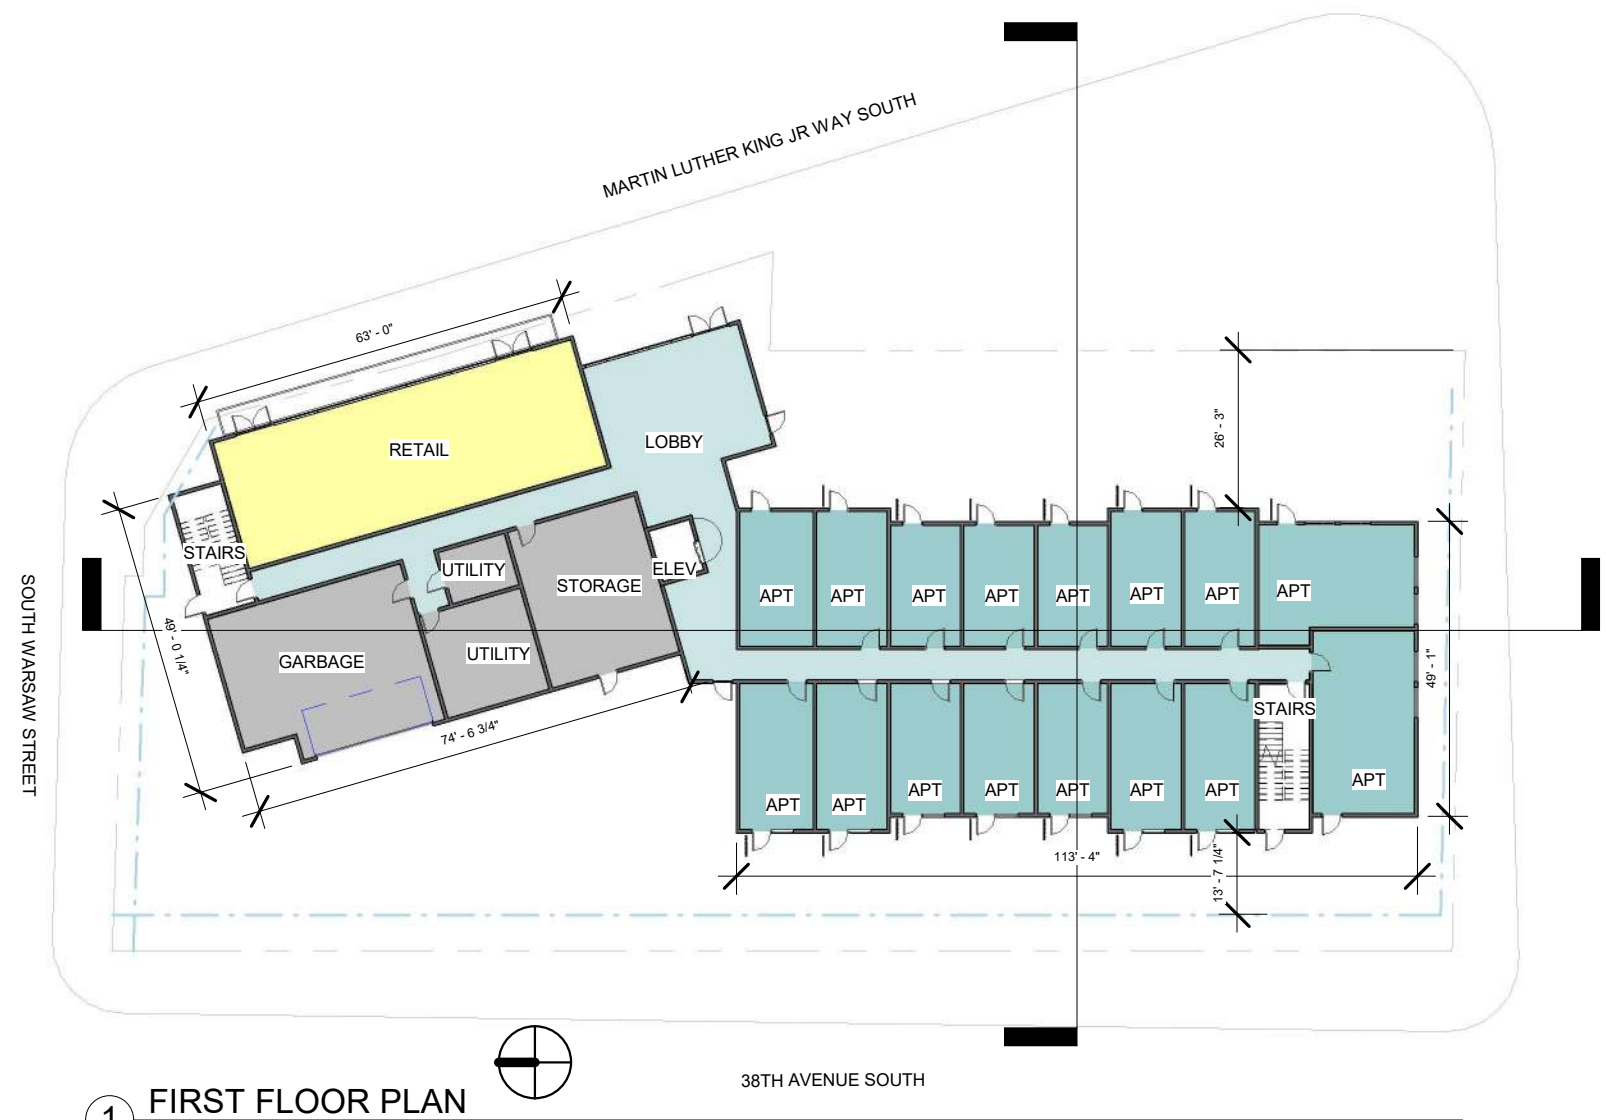 MARTIN LUTHER KING JR WAY SOUTH
63' - 0"
26' - 3"
RETAIL
LOBBY
STAIRS
UTILITY
STORAGE
ELEV
APT
APT
APT
APT
APT
APT
APT
APT
SOUTH WARSAW STREET
49' - 0 1/4"
GARBAGE
UTILITY
49' - 1"
STAIRS
74' - 6 3/4"
APT
APT
APT
APT
APT
APT
APT
APT
113' - 4"
13' - 7 1/4"
38TH AVENUE SOUTH
1 FIRST FLOOR PLAN